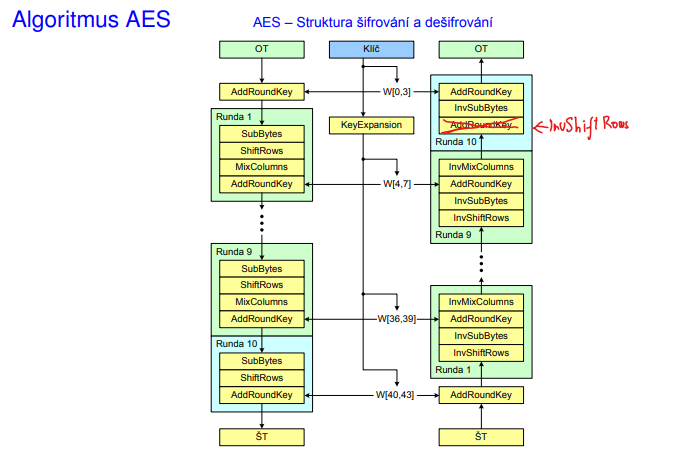 Algoritmus AES
AES – Struktura šifrování a dešifrování
OT
Klíč
OT
AddRoundKey
W[0,3]
AddRoundKey
InvSubBytes
AddRoundKey
InvShift Rows
Runda 10
KeyExpansion
Runda 1
SubBytes
ShiftRows
MixColumns
AddRoundKey
W[4,7]
InvMixColumns
AddRoundKey
InvSubBytes
InvShiftRows
Runda 9
Runda 9
SubBytes
ShiftRows
MixColumns
AddRoundKey
W[36,39]
InvMixColumns
AddRoundKey
InvSubBytes
InvShiftRows
Runda 1
Runda 10
SubBytes
ShiftRows
AddRoundKey
W[40,43]
AddRoundKey
ŠT
ŠT